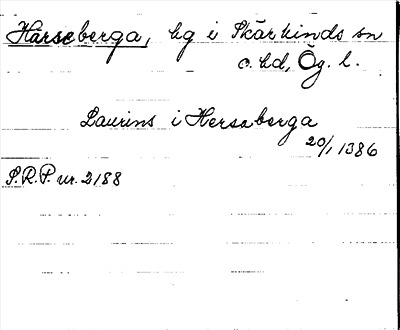 Harseberga, hg i Skärkinds sn
o. hd, Ög. l.
Laurins i Hersaberga
20/1 1386
S.R.P. nr. 2188